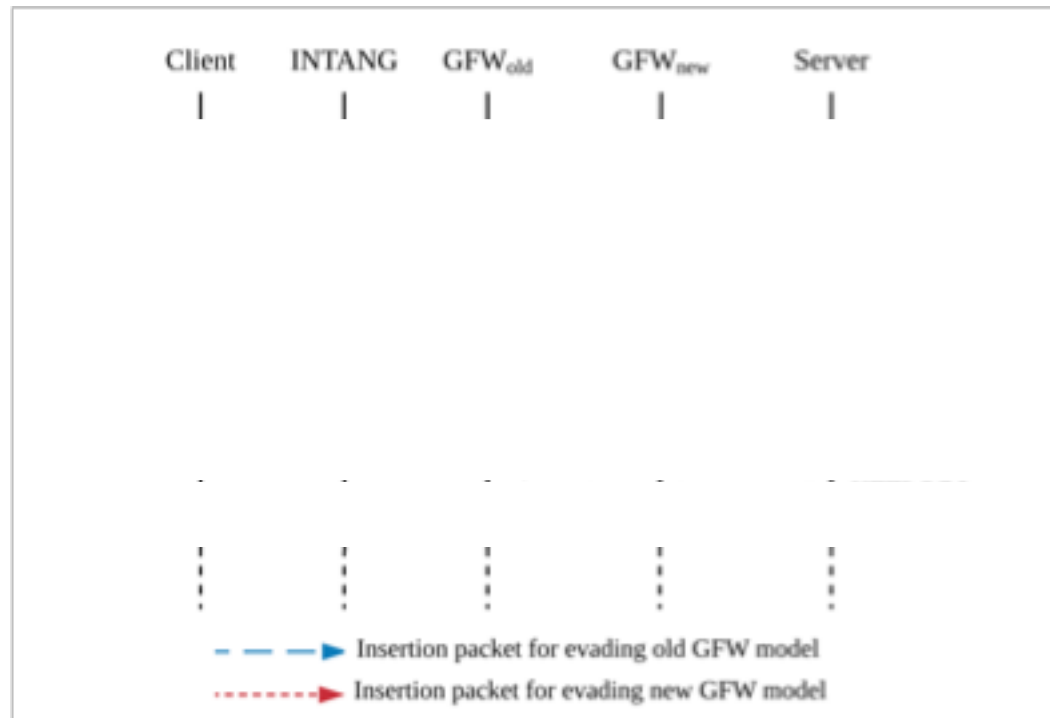 Client INTANG GFWold GFWnew Server
Insertion packet for evading old GFW model
Insertion packet for evading new GFW model